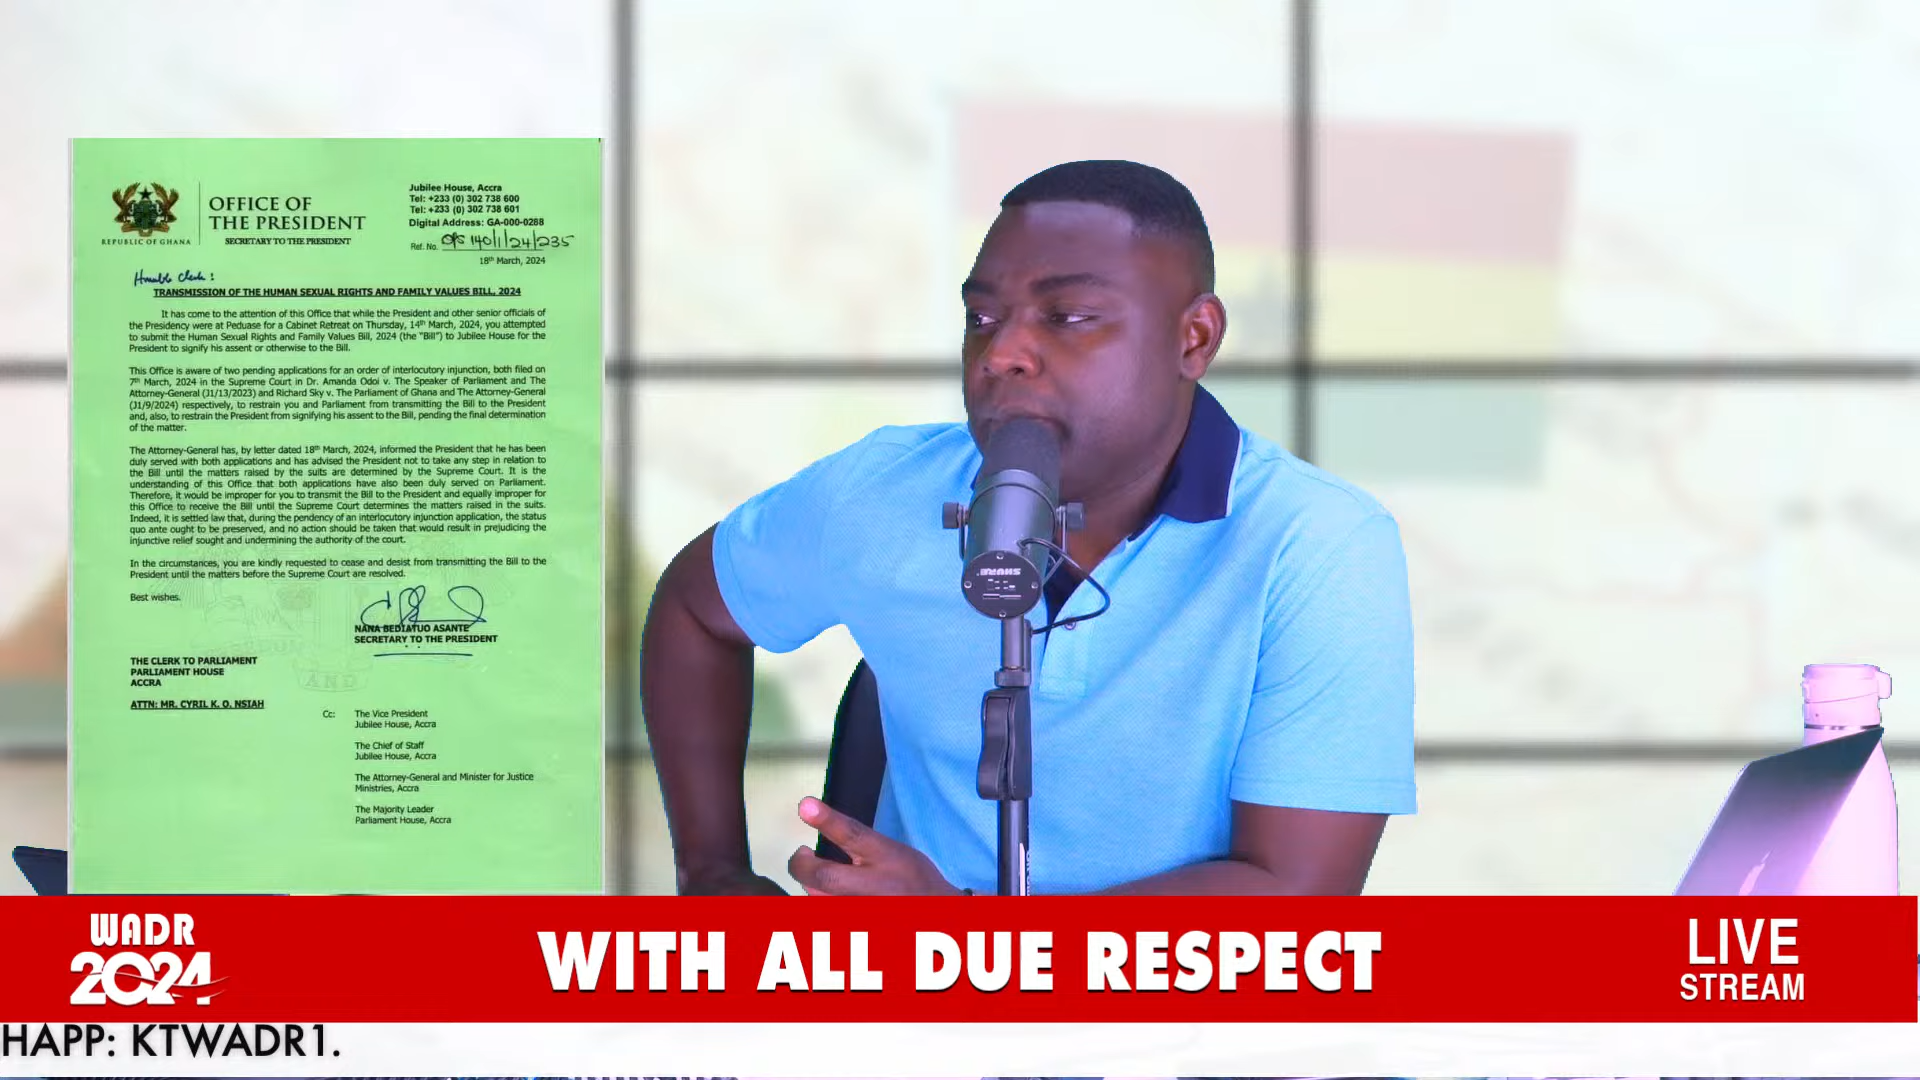 OFFICE OF
THE PRESIDENT
REPUBLIC OF GHANA
SECRETARY TO THE PRESIDENT
Jubilee House, Accra
Tel: +233 (0) 302 738 600
Tel: +233 (0) 302 738 601
Digital Address: GA-000-0288
Ref. No. OPS 140/1/24/235
18th March, 2024
Humble Clerk :
TRANSMISSION OF THE HUMAN SEXUAL RIGHTS AND FAMILY VALUES BILL, 2024
It has come to the attention of this Office that while the President and other senior officials of
the Presidency were at Peduase for a Cabinet Retreat on Thursday, 14th March, 2024, you attempted
to submit the Human Sexual Rights and Family Values Bill, 2024 (the "Bill") to Jubilee House for the
President to signify his assent or otherwise to the Bill.
This Office is aware of two pending applications for an order of interlocutory injunction, both filed on
7th March, 2024 in the Supreme Court in Dr. Amanda Odoi v. The Speaker of Parliament and The
Attorney-General (J1/13/2023) and Richard Sky v. The Parliament of Ghana and The Attorney-General
(J1/9/2024) respectively, to restrain you and Parliament from transmitting the Bill to the President
and, also, to restrain the President from signifying his assent to the Bill, pending the final determination
of the matter.
The Attorney-General has, by letter dated 18th March, 2024, informed the President that he has been
duly served with both applications and has advised the President not to take any step in relation to
the Bill until the matters raised by the suits are determined by the Supreme Court. It is the
understanding of this Office that both applications have also been duly served on Parliament.
Therefore, it would be improper for you to transmit the Bill to the President and equally improper for
this Office to receive the Bill until the Supreme Court determines the matters raised in the suits.
Indeed, it is settled law that, during the pendency of an interlocutory injunction application, the status
quo ante ought to be preserved, and no action should be taken that would result in prejudicing the
injunctive relief sought and undermining the authority of the court.
In the circumstances, you are kindly requested to cease and desist from transmitting the Bill to the
President until the matters before the Supreme Court are resolved.
Best wishes.
NANA BEDIATUO ASANTE
SECRETARY TO THE PRESIDENT
THE CLERK TO PARLIAMENT
PARLIAMENT HOUSE
ACCRA
ATTN: MR. CYRIL K. O. NSIAH
Cc: The Vice President
Jubilee House, Accra
The Chief of Staff
Jubilee House, Accra
The Attorney-General and Minister for Justice
Ministries, Accra
The Majority Leader
Parliament House, Accra
AND
SHURE
WADR
2024
WITH ALL DUE RESPECT
LIVE
STREAM
HAPP: KTWADR1.